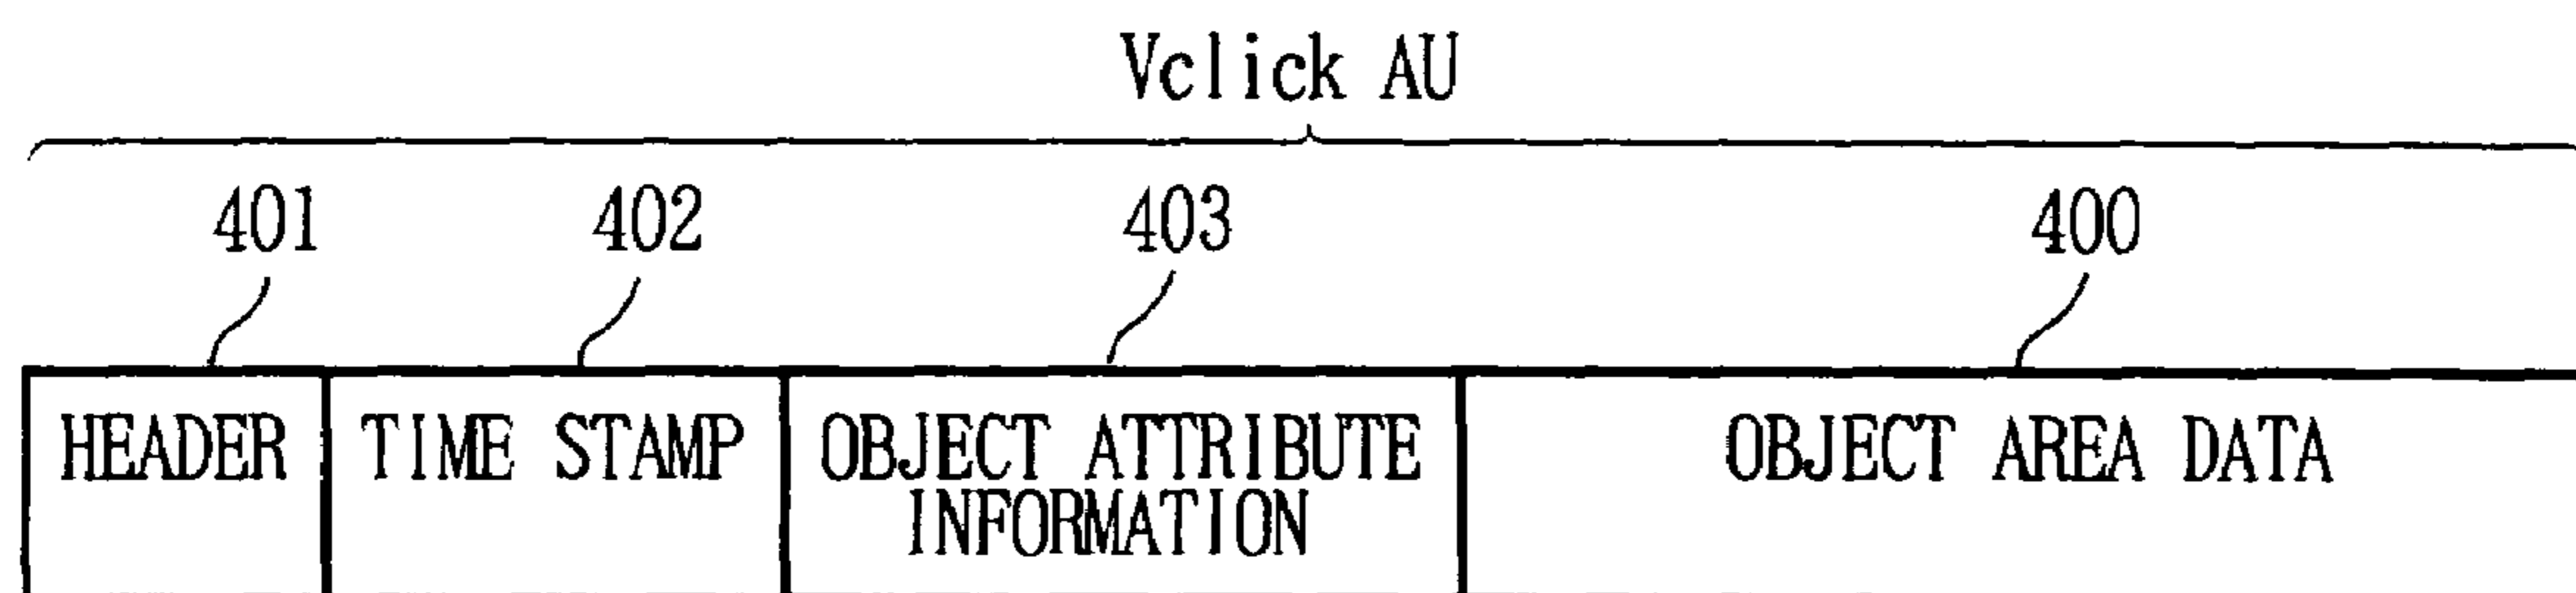 Vclick AU
401 402 403 400
HEADER TIME STAMP OBJECT ATTRIBUTE INFORMATION OBJECT AREA DATA